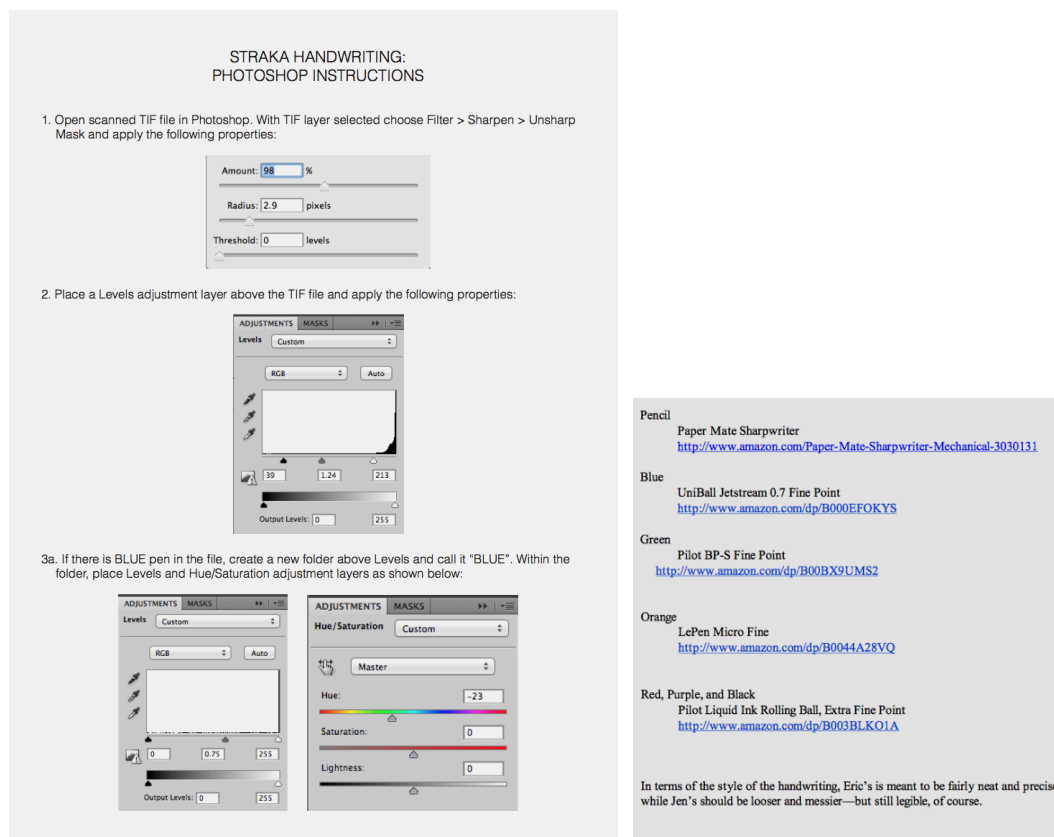 STRAKA HANDWRITING:
PHOTOSHOP INSTRUCTIONS
1. Open scanned TIF file in Photoshop. With TIF layer selected choose Filter > Sharpen > Unsharp
Mask and apply the following properties:
Amount: 98 %
Radius: 2.9 pixels
Threshold: 0 levels
2. Place a Levels adjustment layer above the TIF file and apply the following properties:
ADJUSTMENTS MASKS
Levels Custom
RGB Auto
39 1.24 213
Output Levels: 0 255
3a. If there is BLUE pen in the file, create a new folder above Levels and call it “BLUE”. Within the
folder, place Levels and Hue/Saturation adjustment layers as shown below:
ADJUSTMENTS MASKS
Levels Custom
RGB Auto
0 0.75 255
Output Levels: 0 255
ADJUSTMENTS MASKS
Hue/Saturation Custom
Master
Hue: -23
Saturation: 0
Lightness: 0
Pencil
Paper Mate Sharpwriter
http://www.amazon.com/Paper-Mate-Sharpwriter-Mechanical-3030131
Blue
UniBall Jetstream 0.7 Fine Point
http://www.amazon.com/dp/B000EFOKYS
Green
Pilot BP-S Fine Point
http://www.amazon.com/dp/B00BX9UMS2
Orange
LePen Micro Fine
http://www.amazon.com/dp/B0044A28VQ
Red, Purple, and Black
Pilot Liquid Ink Rolling Ball, Extra Fine Point
http://www.amazon.com/dp/B003BLKO1A
In terms of the style of the handwriting, Eric’s is meant to be fairly neat and precise
while Jen’s should be looser and messier—but still legible, of course.